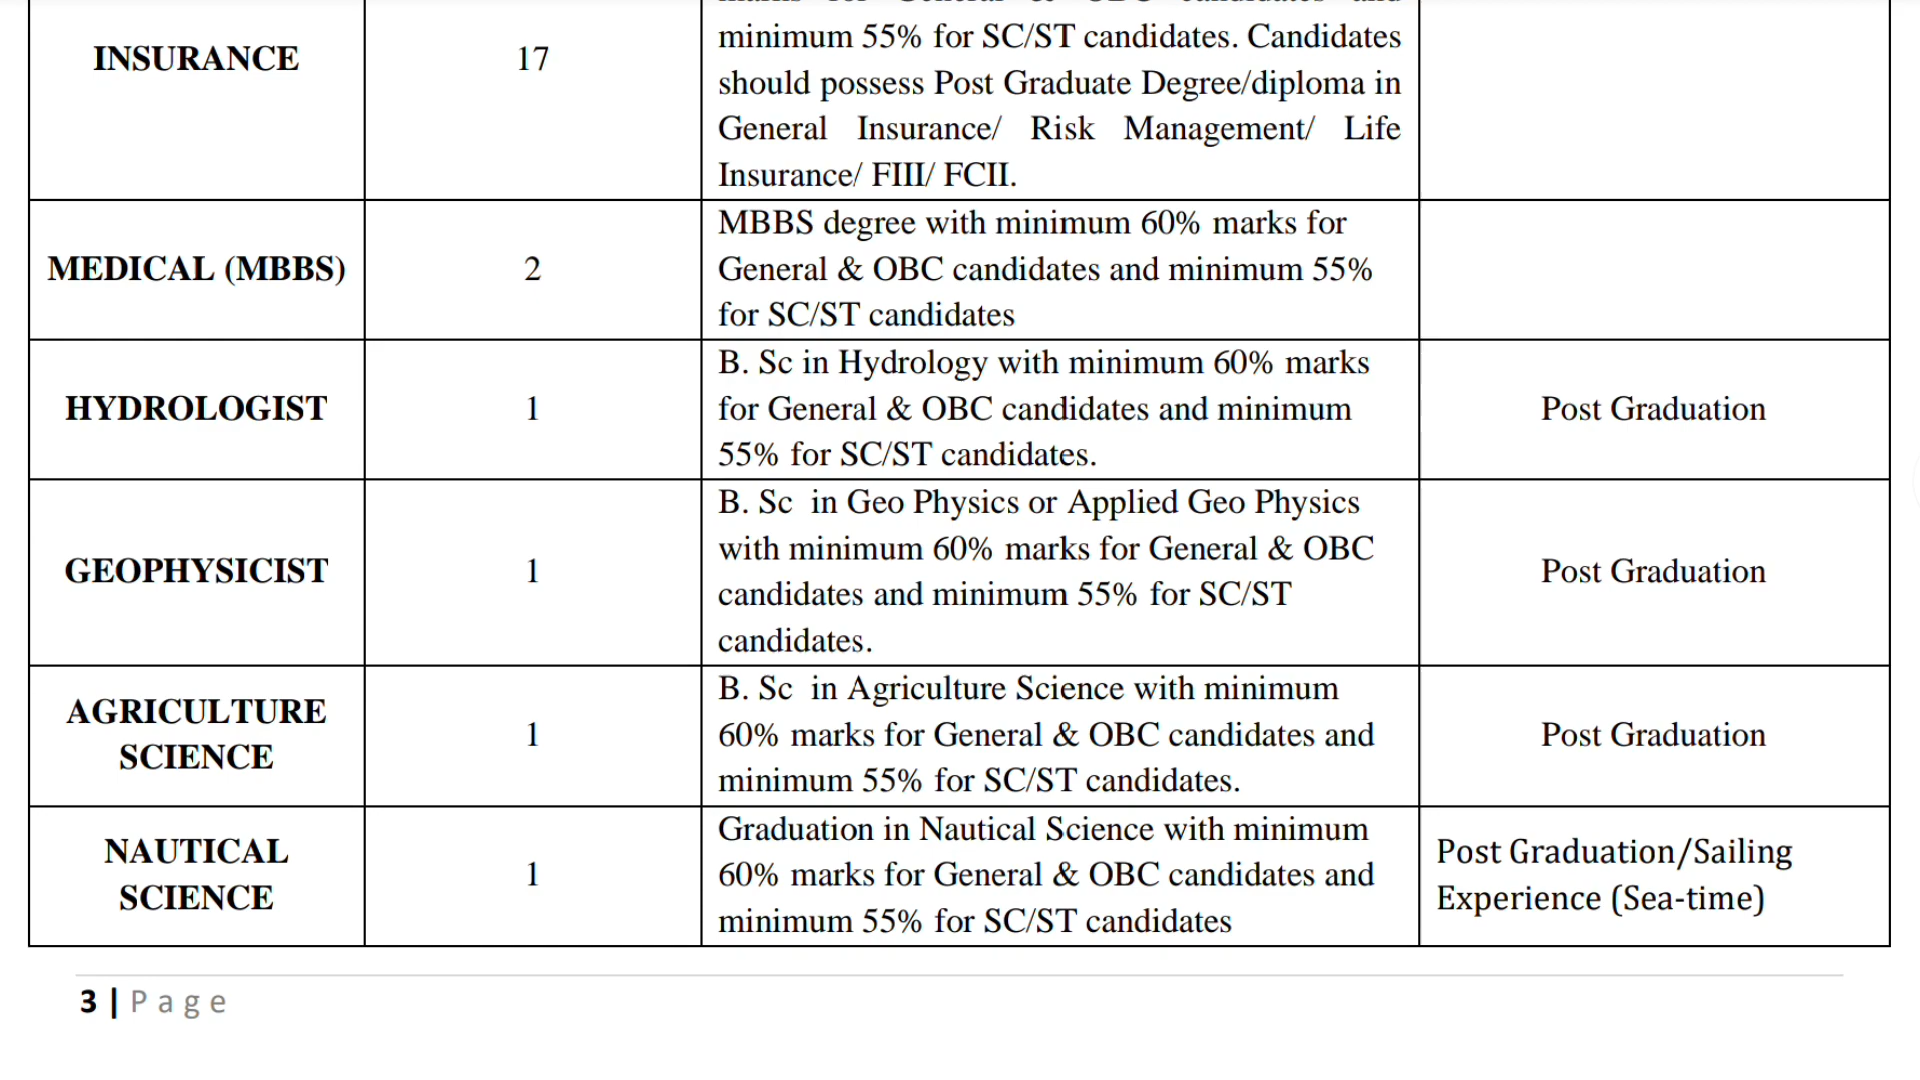 minimum 55% for SC/ST candidates. Candidates
INSURANCE
17
should possess Post Graduate Degree/diploma in
General Insurance/ Risk Management/ Life
Insurance/ FIII/ FCII.
MEDICAL (MBBS)
2
MBBS degree with minimum 60% marks for
General & OBC candidates and minimum 55%
for SC/ST candidates
HYDROLOGIST
1
B. Sc in Hydrology with minimum 60% marks
for General & OBC candidates and minimum
55% for SC/ST candidates.
Post Graduation
GEOPHYSICIST
1
B. Sc in Geo Physics or Applied Geo Physics
with minimum 60% marks for General & OBC
candidates and minimum 55% for SC/ST
candidates.
Post Graduation
AGRICULTURE
SCIENCE
1
B. Sc in Agriculture Science with minimum
60% marks for General & OBC candidates and
minimum 55% for SC/ST candidates.
Post Graduation
NAUTICAL
SCIENCE
1
Graduation in Nautical Science with minimum
60% marks for General & OBC candidates and
minimum 55% for SC/ST candidates
Post Graduation/Sailing
Experience (Sea-time)
3 | Page